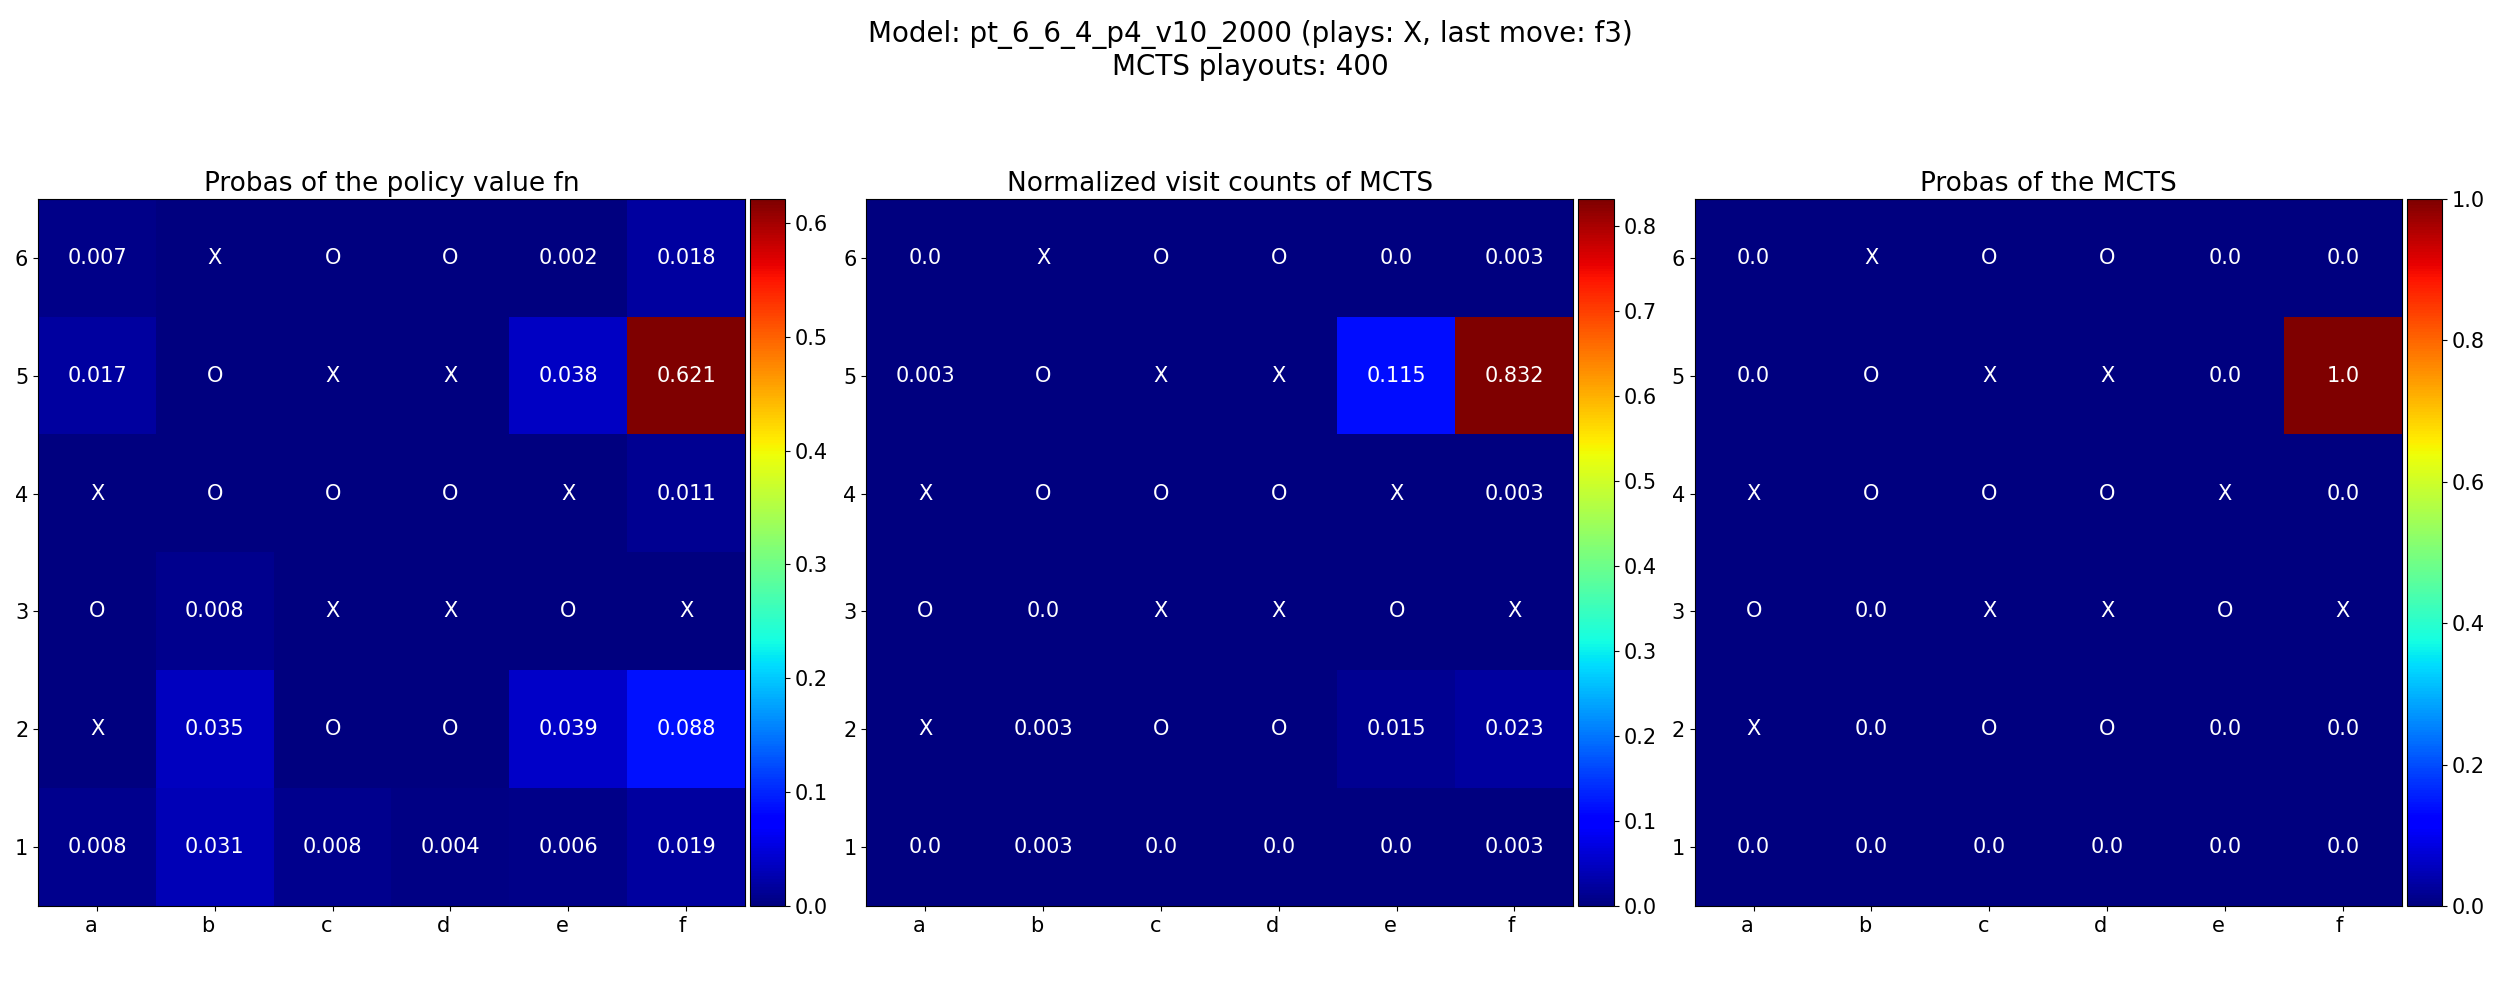 Model: pt_6_6_4_p4_v10_2000 (plays: X, last move: f3)
MCTS playouts: 400
Probas of the policy value fn
6 0.007 X O O 0.002 0.018
5 0.017 O X X 0.038 0.621
4 X O O O X 0.011
3 O 0.008 X X O X
2 X 0.035 O O 0.039 0.088
1 0.008 0.031 0.008 0.004 0.006 0.019
a b c d e f
0.6
0.5
0.4
0.3
0.2
0.1
0.0
Normalized visit counts of MCTS
6 0.0 X O O 0.0 0.003
5 0.003 O X X 0.115 0.832
4 X O O O X 0.003
3 O 0.0 X X O X
2 X 0.003 O O 0.015 0.023
1 0.0 0.003 0.0 0.0 0.0 0.003
a b c d e f
0.8
0.7
0.6
0.5
0.4
0.3
0.2
0.1
0.0
Probas of the MCTS
6 0.0 X O O 0.0 0.0
5 0.0 O X X 0.0 1.0
4 X O O O X 0.0
3 O 0.0 X X O X
2 X 0.0 O O 0.0 0.0
1 0.0 0.0 0.0 0.0 0.0 0.0
a b c d e f
1.0
0.8
0.6
0.4
0.2
0.0